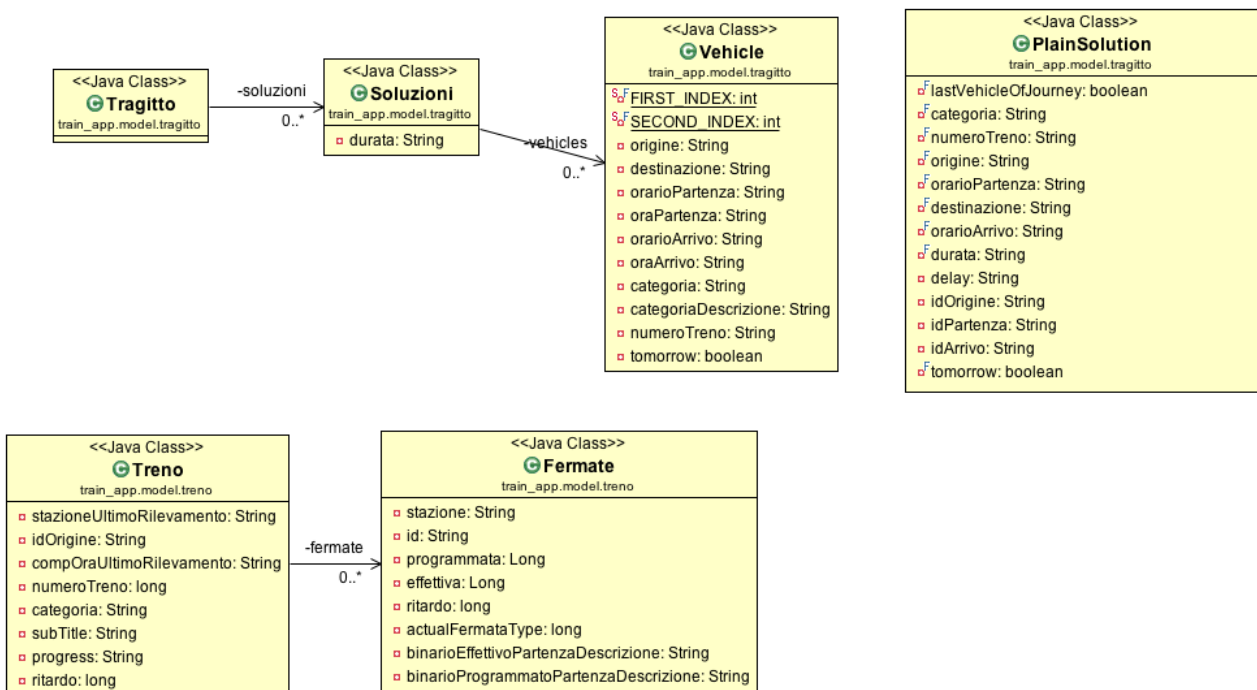 <<Java Class>>
Tragitto
train_app.model.tragitto
-soluzioni
0..*
<<Java Class>>
Soluzioni
train_app.model.tragitto
durata: String
-vehicles
0..*
<<Java Class>>
Vehicle
train_app.model.tragitto
FIRST_INDEX: int
SECOND_INDEX: int
origine: String
destinazione: String
orarioPartenza: String
oraPartenza: String
orarioArrivo: String
oraArrivo: String
categoria: String
categoriaDescrizione: String
numeroTreno: String
tomorrow: boolean
<<Java Class>>
PlainSolution
train_app.model.tragitto
lastVehicleOfJourney: boolean
categoria: String
numeroTreno: String
origine: String
orarioPartenza: String
destinazione: String
orarioArrivo: String
durata: String
delay: String
idOrigine: String
idPartenza: String
idArrivo: String
tomorrow: boolean
<<Java Class>>
Treno
train_app.model.treno
stazioneUltimoRilevamento: String
idOrigine: String
compOraUltimoRilevamento: String
numeroTreno: long
categoria: String
subTitle: String
progress: String
ritardo: long
-fermate
0..*
<<Java Class>>
Fermate
train_app.model.treno
stazione: String
id: String
programmata: Long
effettiva: Long
ritardo: long
actualFermataType: long
binarioEffettivoPartenzaDescrizione: String
binarioProgrammatoPartenzaDescrizione: String